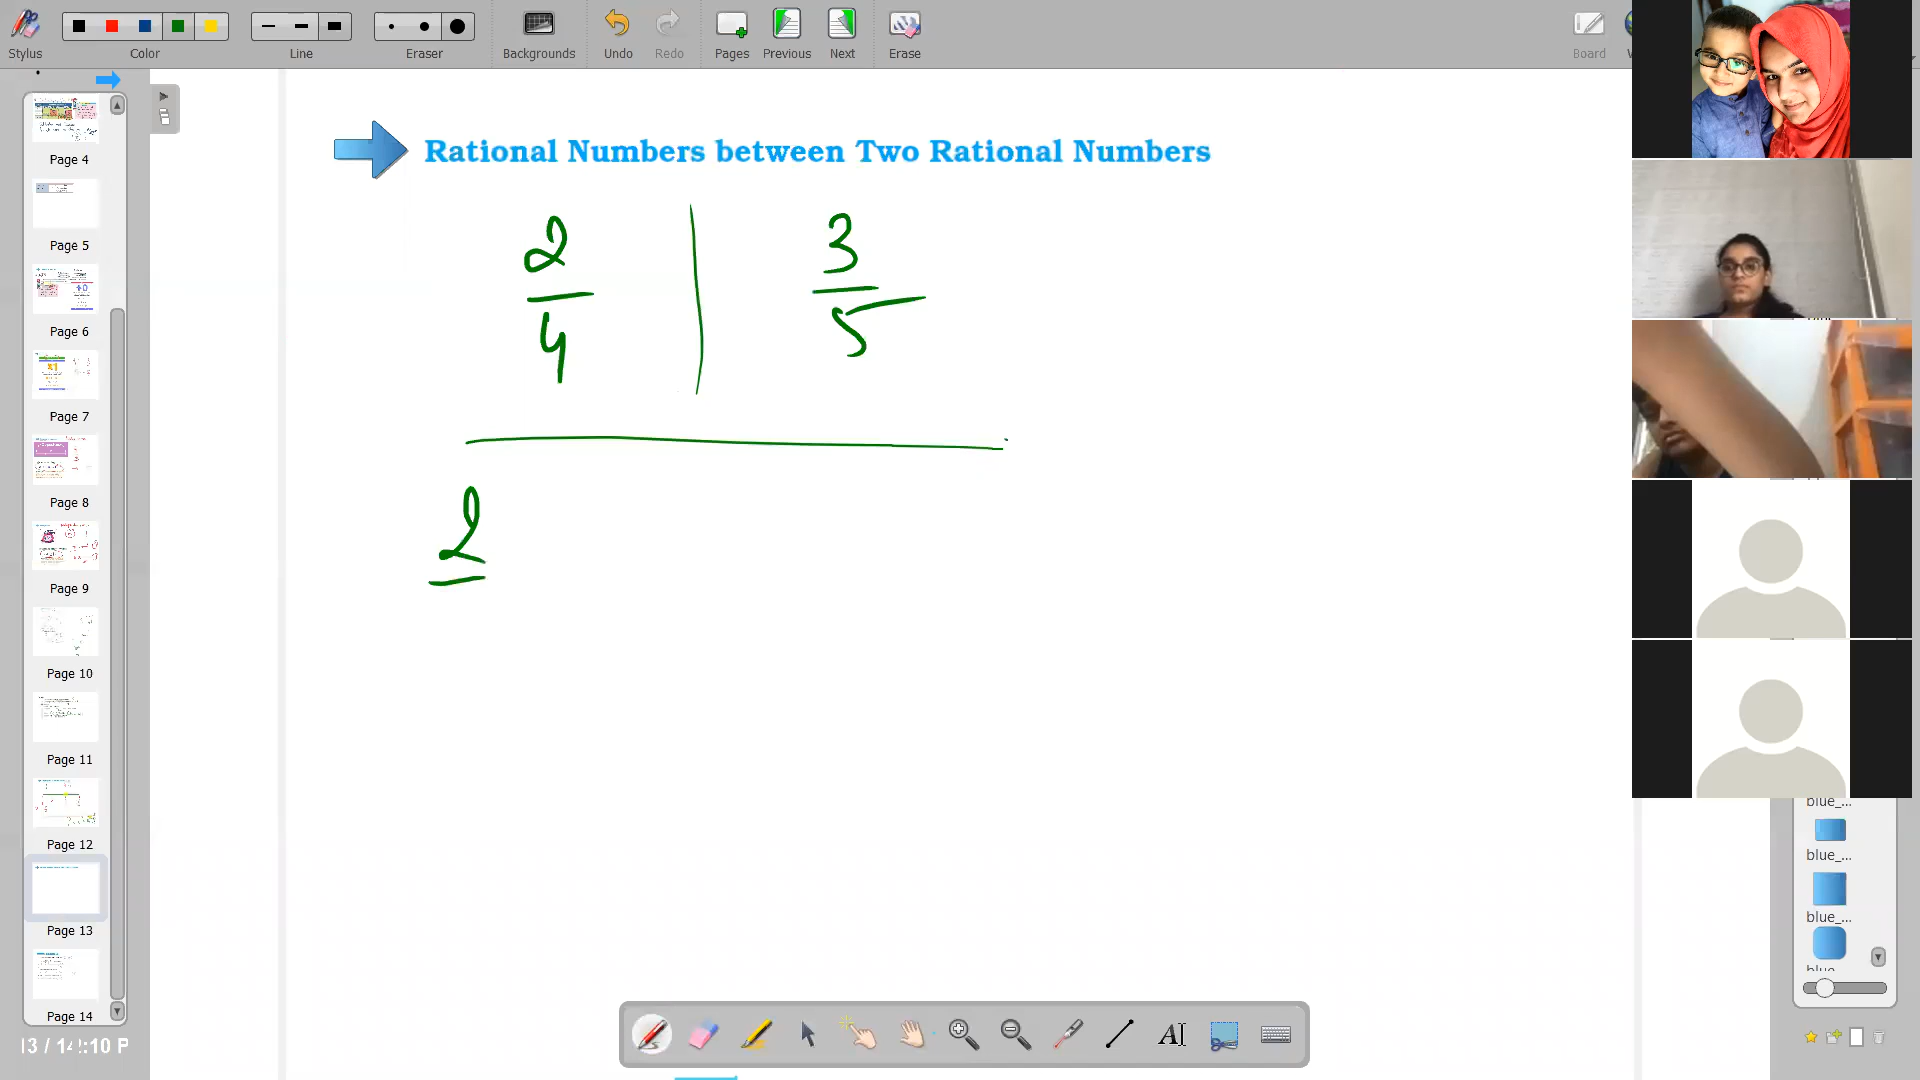 Stylus Color Line Eraser Backgrounds Undo Redo Pages Previous Next Erase Board
Page 4
Page 5
Page 6
Page 7
Page 8
Page 9
Page 10
Page 11
Page 12
Page 13
Page 14
Rational Numbers between Two Rational Numbers
2 3
4 5
2
blue_...
blue_...
blue_...